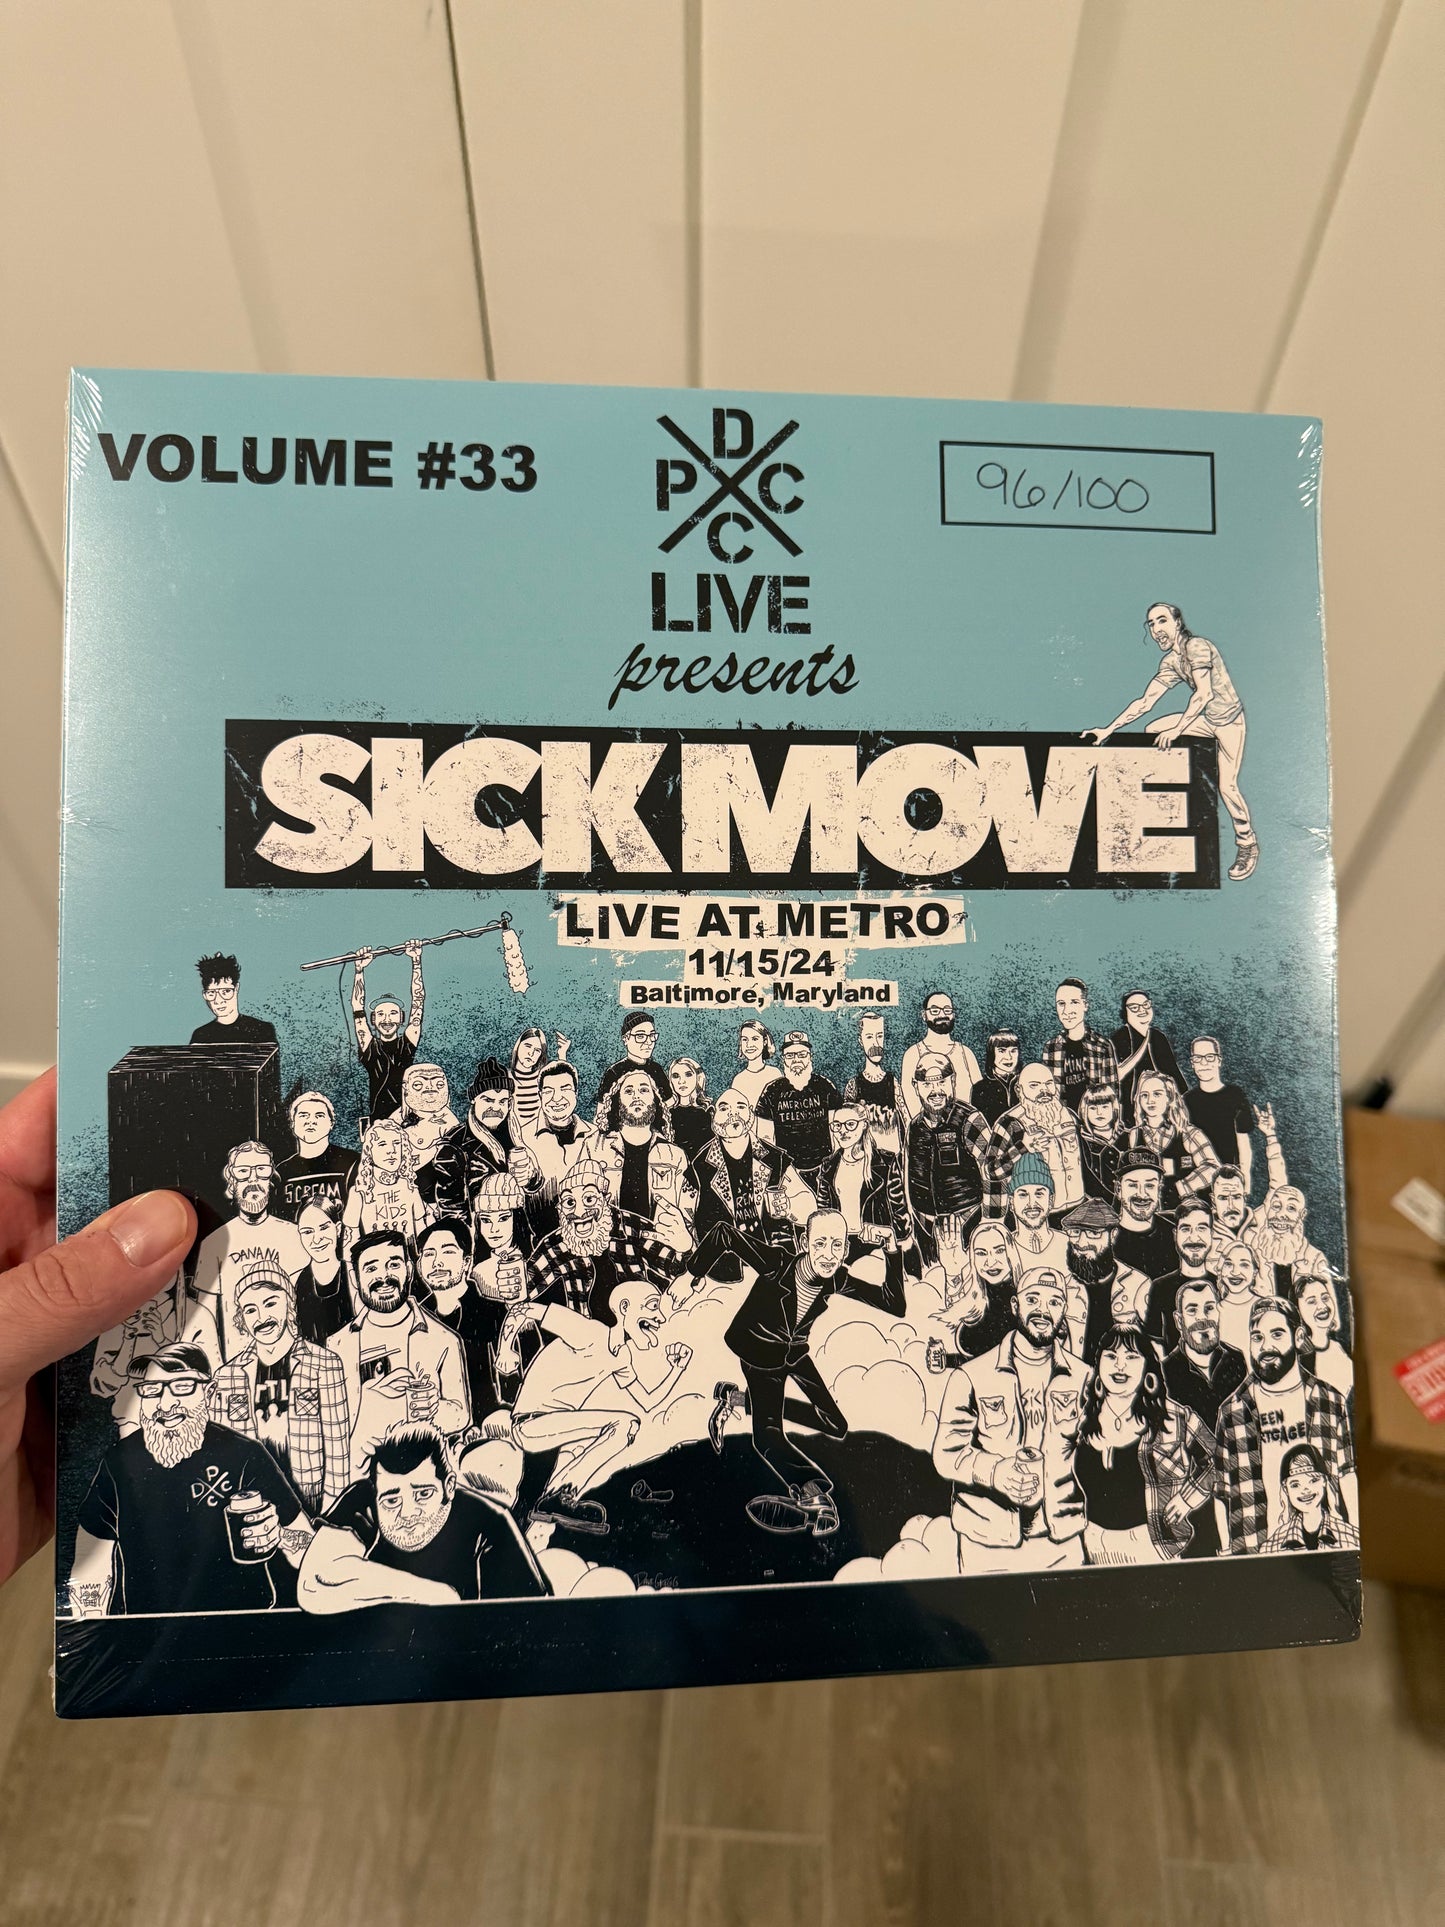 VOLUME #33
D
P C
C
LIVE
presents
96/100
SICK MOVE
LIVE AT METRO
11/15/24
Baltimore, Maryland
AMERICAN
TELEVISION
SCREAM
THE
KIDS
DANANA
D
P C
C